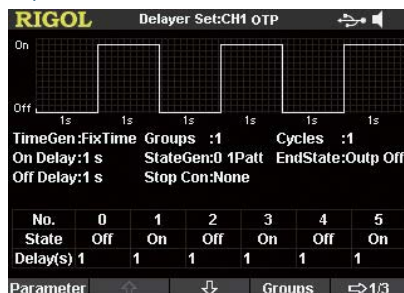 RIGOL Delayer Set:CH1 OTP
On
Off
1s 1s 1s 1s 1s 1s
TimeGen:FixTime Groups :1 Cycles :1
On Delay:1 s StateGen:0 1Patt EndState:Outp Off
Off Delay:1 s Stop Con:None
No. 0 1 2 3 4 5
State Off On Off On Off On
Delay(s) 1 1 1 1 1 1
Parameter Groups 1/3